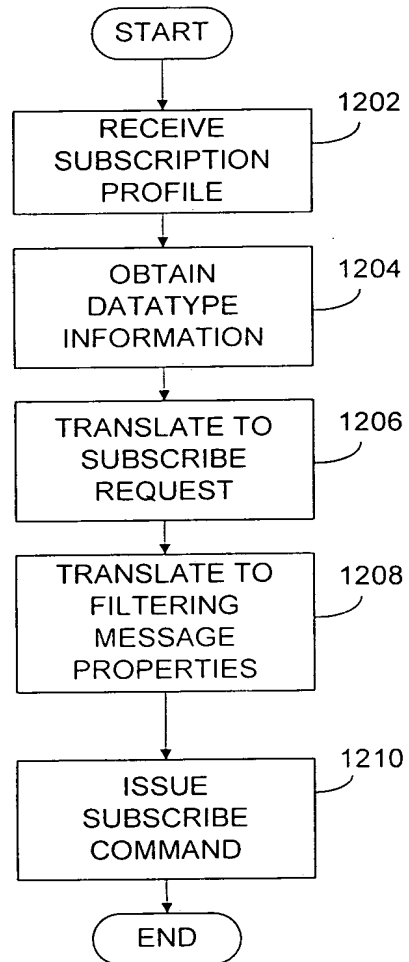 START
1202
RECEIVE
SUBSCRIPTION
PROFILE
1204
OBTAIN
DATATYPE
INFORMATION
1206
TRANSLATE TO
SUBSCRIBE
REQUEST
1208
TRANSLATE TO
FILTERING
MESSAGE
PROPERTIES
1210
ISSUE
SUBSCRIBE
COMMAND
END